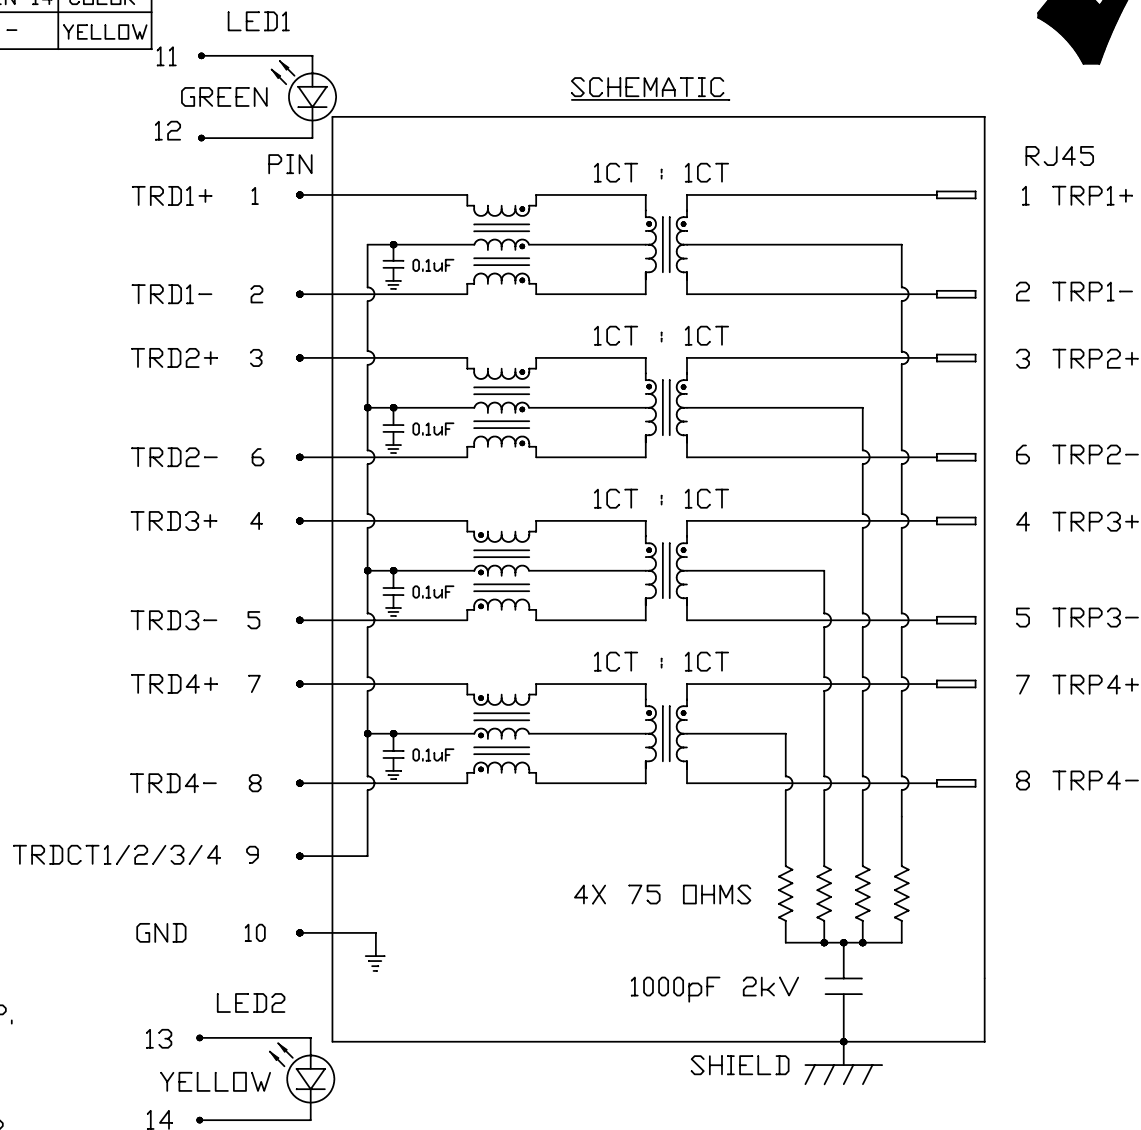 COLOR
- YELLOW
LED1
11
GREEN
12
SCHEMATIC
PIN
RJ45
1CT : 1CT
TRD1+ 1
1 TRP1+
0.1uF
TRD1- 2
2 TRP1-
1CT : 1CT
TRD2+ 3
3 TRP2+
0.1uF
TRD2- 6
6 TRP2-
1CT : 1CT
TRD3+ 4
4 TRP3+
0.1uF
TRD3- 5
5 TRP3-
1CT : 1CT
TRD4+ 7
7 TRP4+
0.1uF
TRD4- 8
8 TRP4-
TRDCT1/2/3/4 9
4X 75 OHMS
GND 10
1000pF 2kV
LED2
13
SHIELD
YELLOW
14